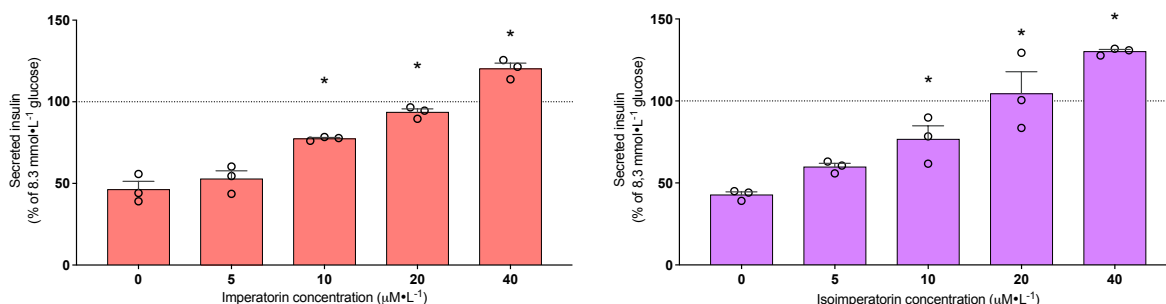 150
100
50
0
Secreted insulin
(% of 8.3 mmol•L-1 glucose)
* * *
0 5 10 20 40
Imperatorin concentration (μM•L-1)
150
100
50
0
Secreted insulin
(% of 8,3 mmol•L-1 glucose)
* * *
0 5 10 20 40
Isoimperatorin concentration (μM•L-1)